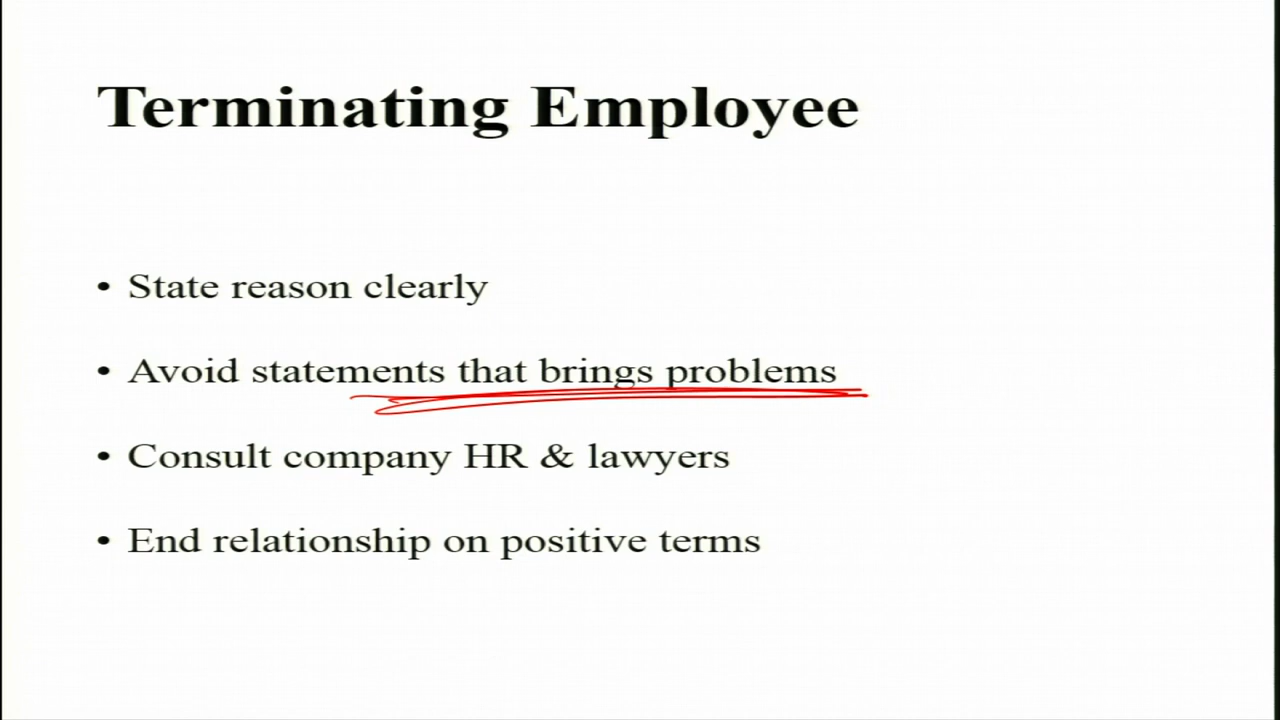 Terminating Employee
• State reason clearly
• Avoid statements that brings problems
• Consult company HR & lawyers
• End relationship on positive terms